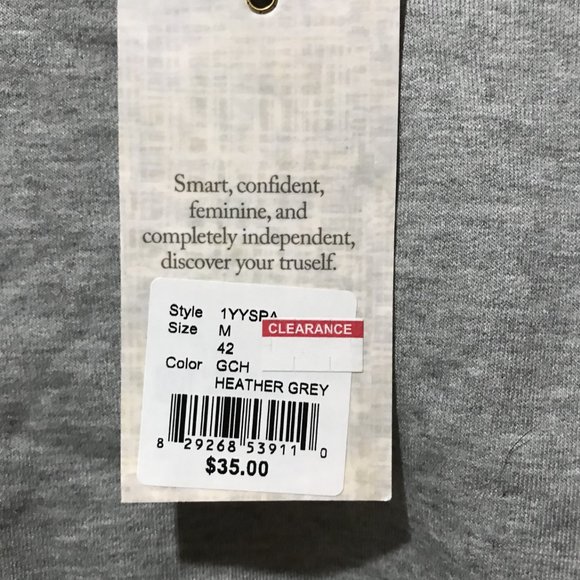 Smart, confident,
feminine, and
completely independent,
discover your truself.
Style 1YYSPA
Size M
CLEARANCE
42
Color GCH
HEATHER GREY
8 29268 53911 0
$35.00